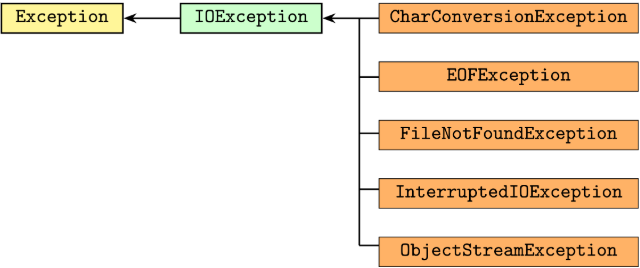 Exception
IOException
CharConversionException
EOFException
FileNotFoundException
InterruptedIOException
ObjectStreamException